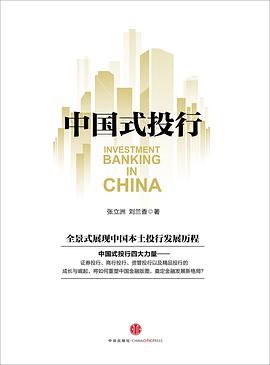 中国式投行
INVESTMENT
BANKING
IN
CHINA
张立洲 刘兰香 著
全景式展现中国本土投行发展历程
中国式投行四大力量——
证券投行、商行投行、资管投行以及精品投行的
成长与崛起，将如何重塑中国金融版图，奠定金融发展新格局?
中信出版集团 CHINACITICPRESS